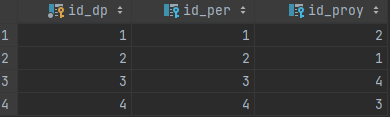 id_dp id_per id_proy
1 1 1 2
2 2 2 1
3 3 3 4
4 4 4 3